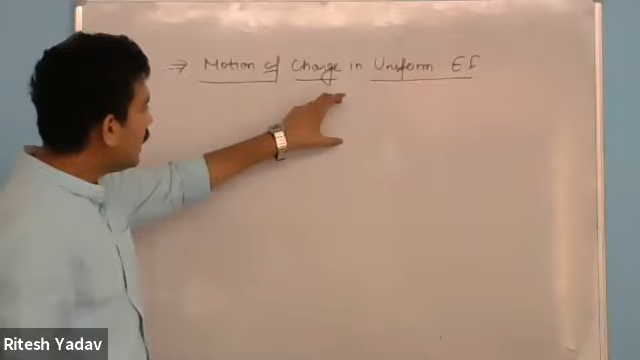 → Motion of Charge in Uniform E F
Ritesh Yadav